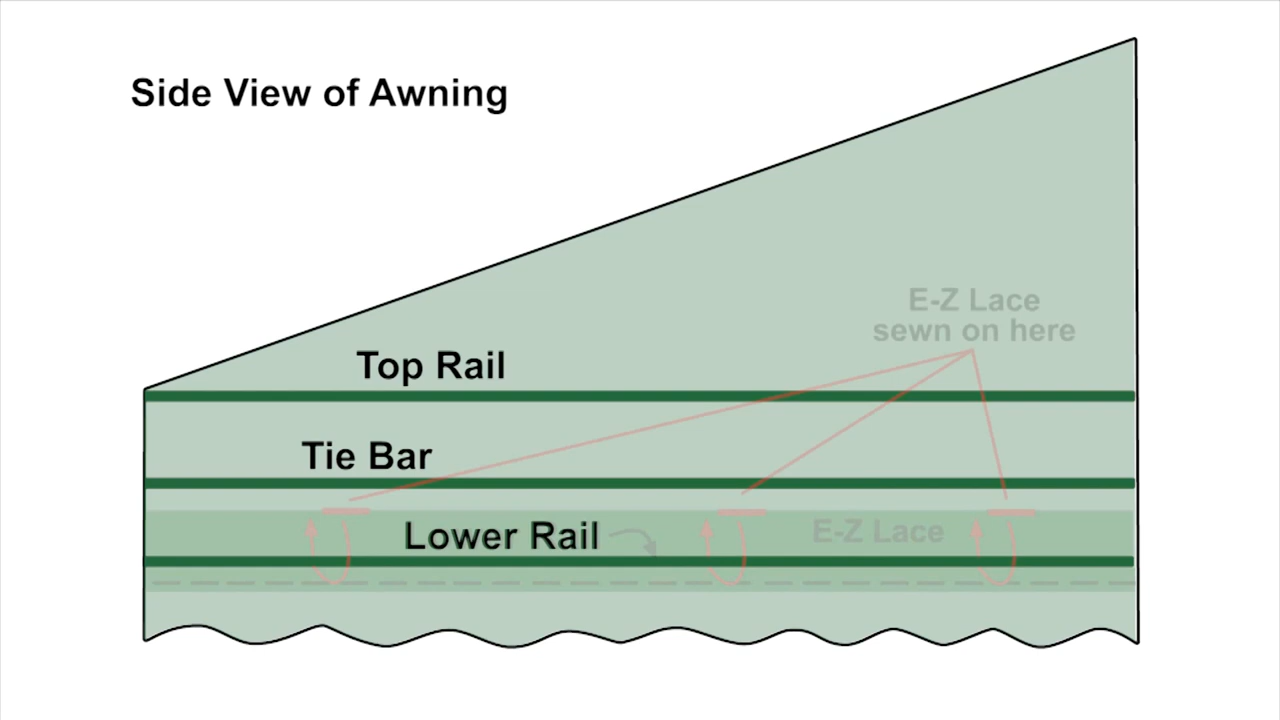 Side View of Awning
E-Z Lace
sewn on here
Top Rail
Tie Bar
Lower Rail
E-Z Lace